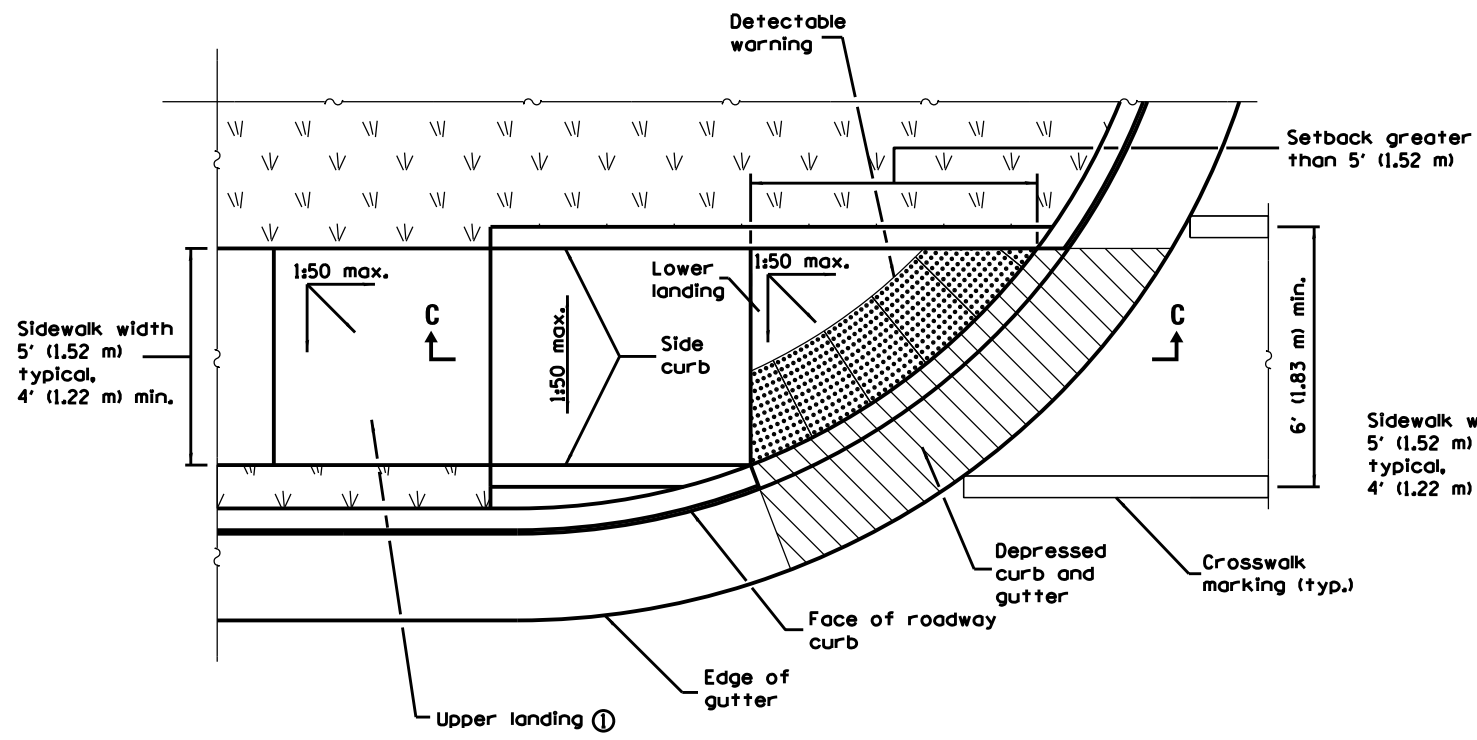 Detectable
warning
Setback greater
than 5' (1.52 m)
1:50 max.
Lower
landing
1:50 max.
C
C
Sidewalk width
5' (1.52 m)
typical,
4' (1.22 m) min.
1:50 max.
Side
curb
6' (1.83 m) min.
Sidewalk w
5' (1.52 m)
typical,
4' (1.22 m)
Depressed
curb and
gutter
Crosswalk
marking (typ.)
Face of roadway
curb
Edge of
gutter
Upper landing ①